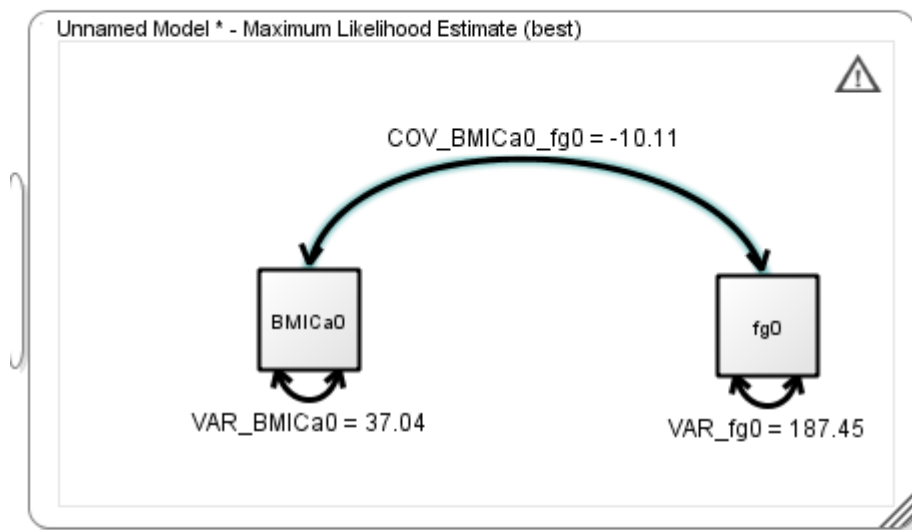 Unnamed Model * - Maximum Likelihood Estimate (best)
COV_BMICa0_fg0 = -10.11
BMICa0
fg0
VAR_BMICa0 = 37.04
VAR_fg0 = 187.45